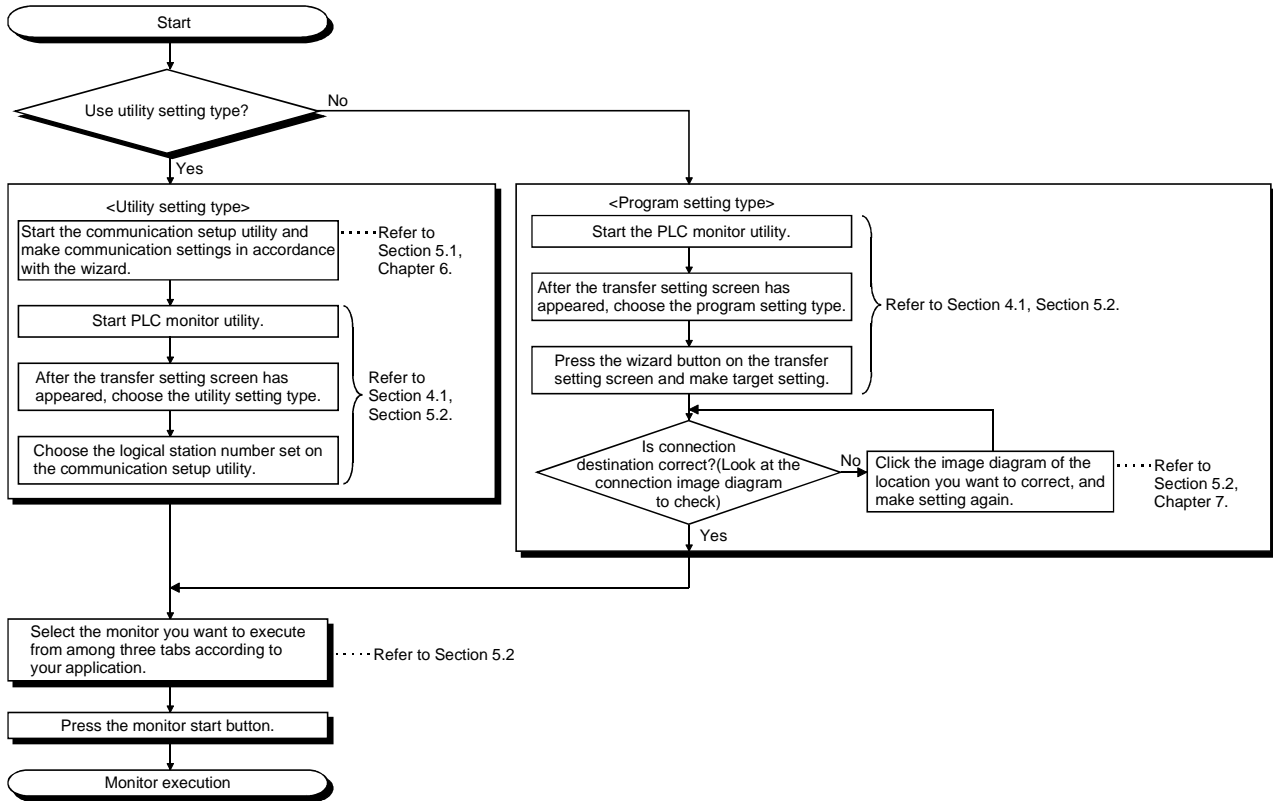 Start
Use utility setting type?
No
Yes
<Utility setting type>
Start the communication setup utility and
make communication settings in accordance
with the wizard.
Refer to
Section 5.1,
Chapter 6.
Start PLC monitor utility.
After the transfer setting screen has
appeared, choose the utility setting type.
Choose the logical station number set on
the communication setup utility.
Refer to
Section 4.1,
Section 5.2.
<Program setting type>
Start the PLC monitor utility.
After the transfer setting screen has
appeared, choose the program setting type.
Press the wizard button on the transfer
setting screen and make target setting.
Refer to Section 4.1, Section 5.2.
Is connection
destination correct?(Look at the
connection image diagram
to check)
No
Click the image diagram of the
location you want to correct, and
make setting again.
Refer to
Section 5.2,
Chapter 7.
Yes
Select the monitor you want to execute
from among three tabs according to
your application.
Refer to Section 5.2
Press the monitor start button.
Monitor execution